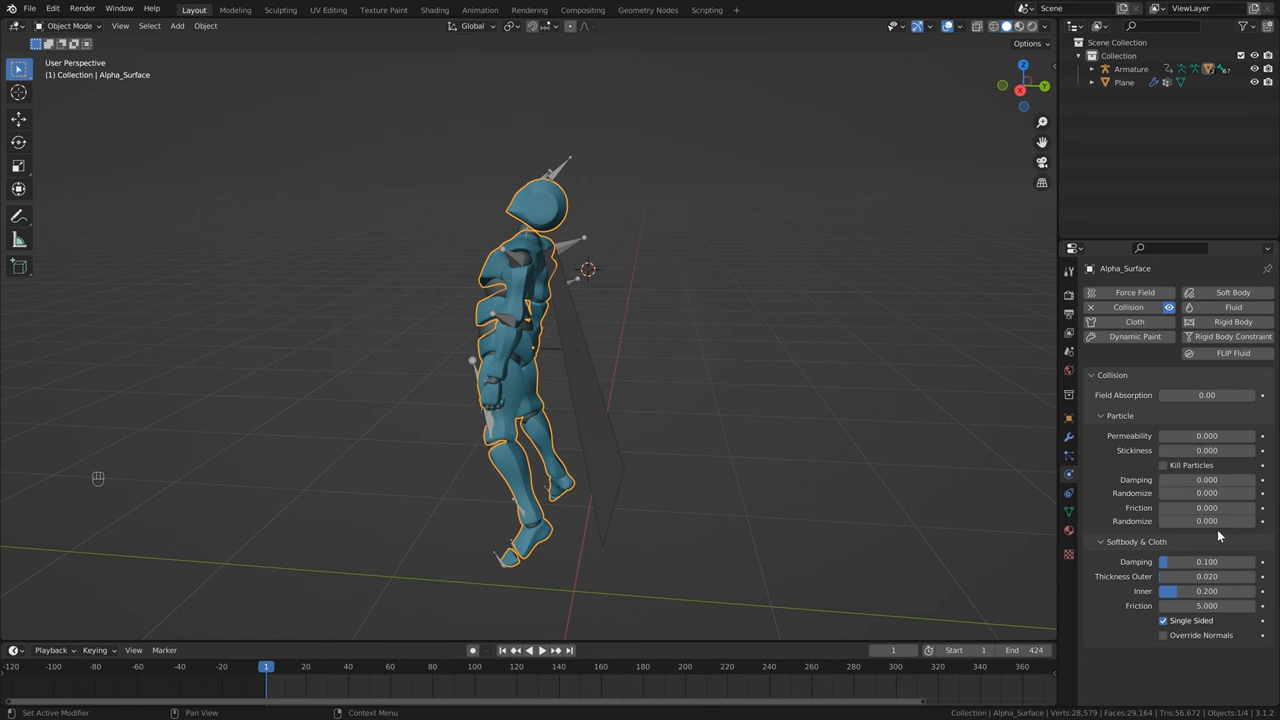 File Edit Render Window Help Layout Modeling Sculpting UV Editing Texture Paint Shading Animation Rendering Compositing Geometry Nodes Scripting + Scene ViewLayer
Object Mode View Select Add Object Global
Options
User Perspective
(1) Collection | Alpha_Surface
Z
Y
X
Scene Collection
Collection
Armature 2 67
Plane
Alpha_Surface
Force Field Soft Body
Collision Fluid
Cloth Rigid Body
Dynamic Paint Rigid Body Constraint
FLIP Fluid
Collision
Field Absorption 0.00
Particle
Permeability 0.000
Stickiness 0.000
Kill Particles
Damping 0.000
Randomize 0.000
Friction 0.000
Randomize 0.000
Softbody & Cloth
Damping 0.100
Thickness Outer 0.020
Inner 0.200
Friction 5.000
Single Sided
Override Normals
Playback Keying View Marker 1 Start 1 End 424
-120 -100 -80 -60 -40 -20 1 20 40 60 80 100 120 140 160 180 200 220 240 260 280 300 320 340 360
Set Active Modifier Pan View Context Menu Collection | Alpha_Surface | Verts:28,579 | Faces:29,164 | Tris:56,672 | Objects:1/4 | 3.1.2